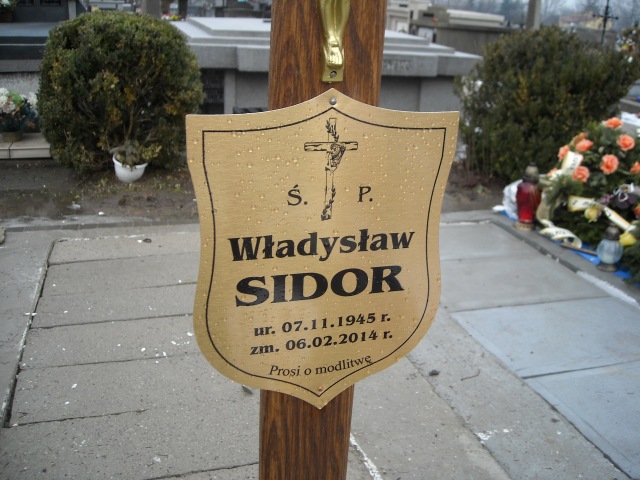 Ś. P.
Władysław
SIDOR
ur. 07.11.1945 r.
zm. 06.02.2014 r.
Prosi o modlitwę